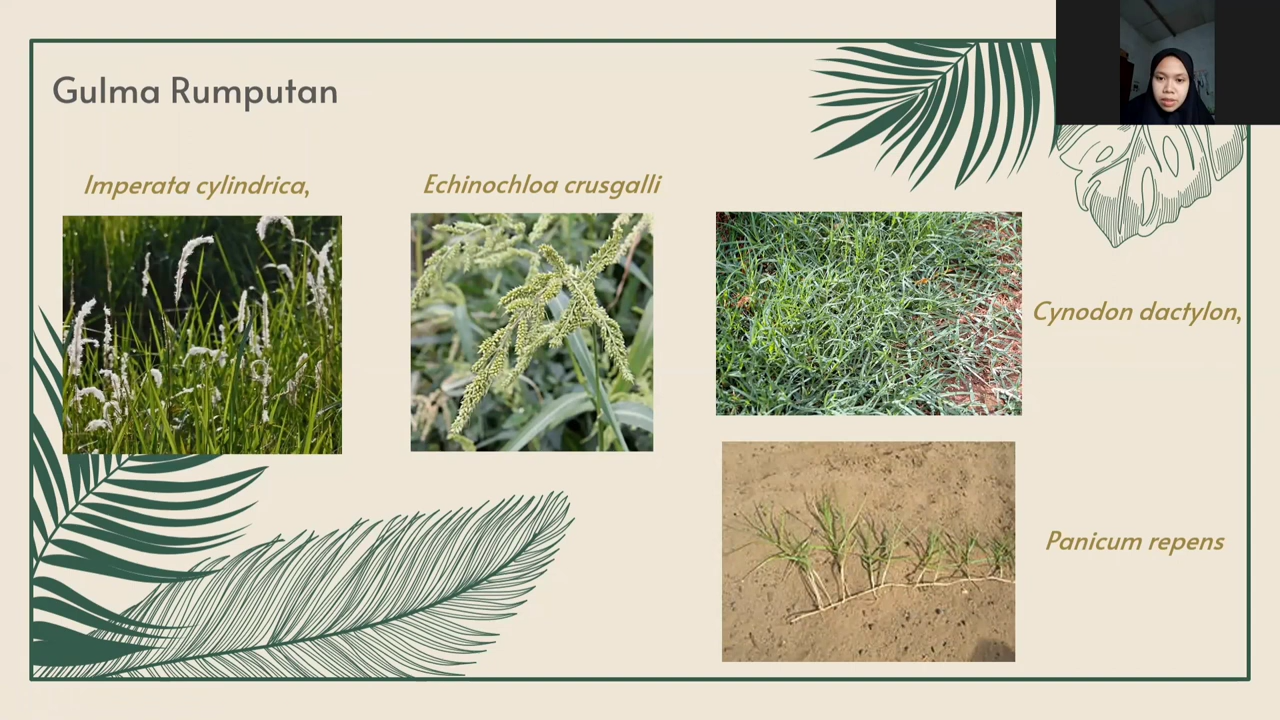 Gulma Rumputan
Imperata cylindrica,
Echinochloa crusgalli
Cynodon dactylon,
Panicum repens